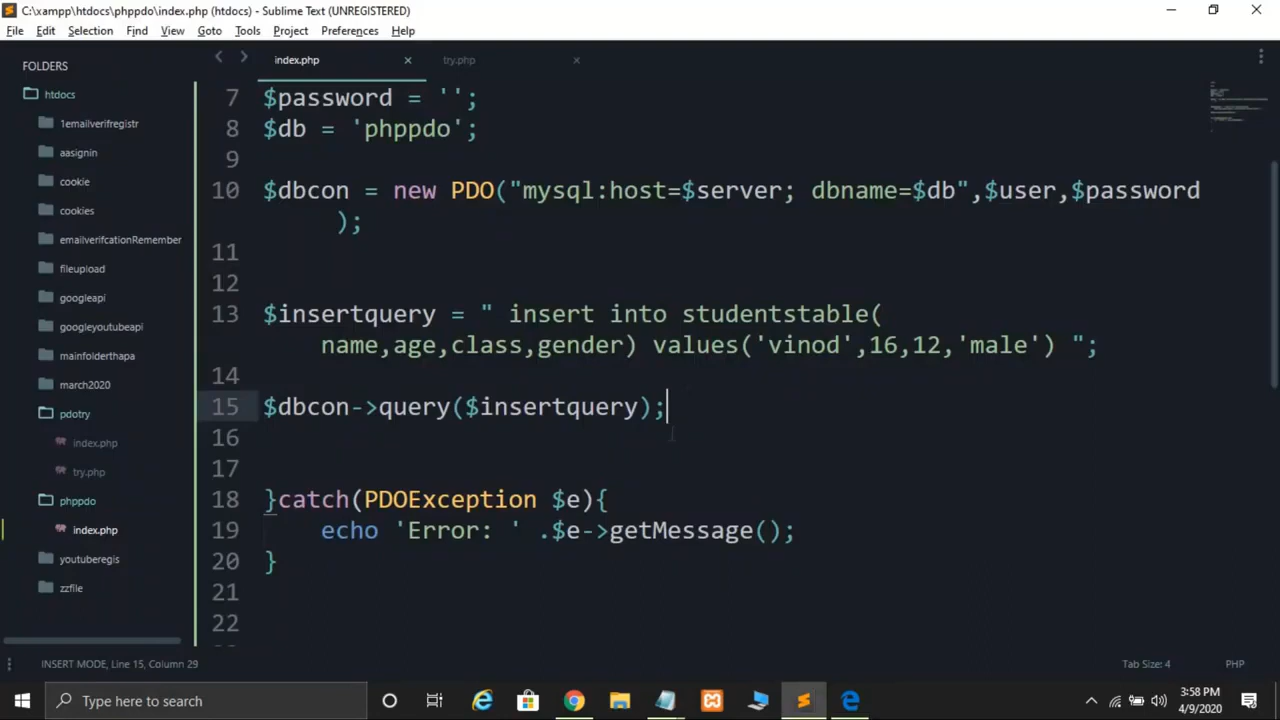 C:\xampp\htdocs\phppdo\index.php (htdocs) - Sublime Text (UNREGISTERED)
File Edit Selection Find View Goto Tools Project Preferences Help
FOLDERS
htdocs
1emailverifregistr
aasignin
cookie
cookies
emailverifcationRemember
fileupload
googleapi
googleyoutubeapi
mainfolderthapa
march2020
pdotry
index.php
try.php
phppdo
index.php
youtuberegis
zzfile
index.php try.php
7 $password = '';
8 $db = 'phppdo';
9
10 $dbcon = new PDO("mysql:host=$server; dbname=$db",$user,$password
);
11
12
13 $insertquery = " insert into studentstable(
name,age,class,gender) values('vinod',16,12,'male') ";
14
15 $dbcon->query($insertquery);
16
17
18 }catch(PDOException $e){
19 echo 'Error: ' .$e->getMessage();
20 }
21
22
INSERT MODE, Line 15, Column 29 Tab Size: 4 PHP
Type here to search
3:58 PM
4/9/2020